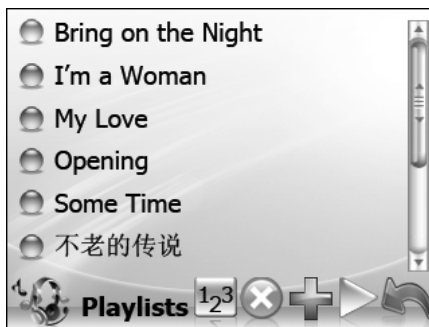 Bring on the Night
I'm a Woman
My Love
Opening
Some Time
不老的传说
Playlists 123